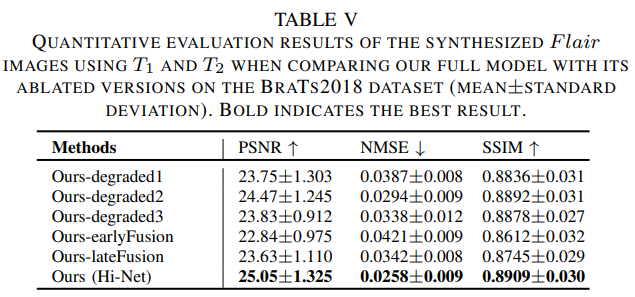 TABLE V
QUANTITATIVE EVALUATION RESULTS OF THE SYNTHESIZED Flair
IMAGES USING T1 AND T2 WHEN COMPARING OUR FULL MODEL WITH ITS
ABLATED VERSIONS ON THE BRATS2018 DATASET (MEAN±STANDARD
DEVIATION). BOLD INDICATES THE BEST RESULT.
Methods PSNR ↑ NMSE ↓ SSIM ↑
Ours-degraded1 23.75±1.303 0.0387±0.008 0.8836±0.031
Ours-degraded2 24.47±1.245 0.0294±0.009 0.8892±0.031
Ours-degraded3 23.83±0.912 0.0338±0.012 0.8878±0.027
Ours-earlyFusion 22.84±0.975 0.0421±0.009 0.8612±0.032
Ours-lateFusion 23.63±1.110 0.0342±0.008 0.8745±0.029
Ours (Hi-Net) 25.05±1.325 0.0258±0.009 0.8909±0.030